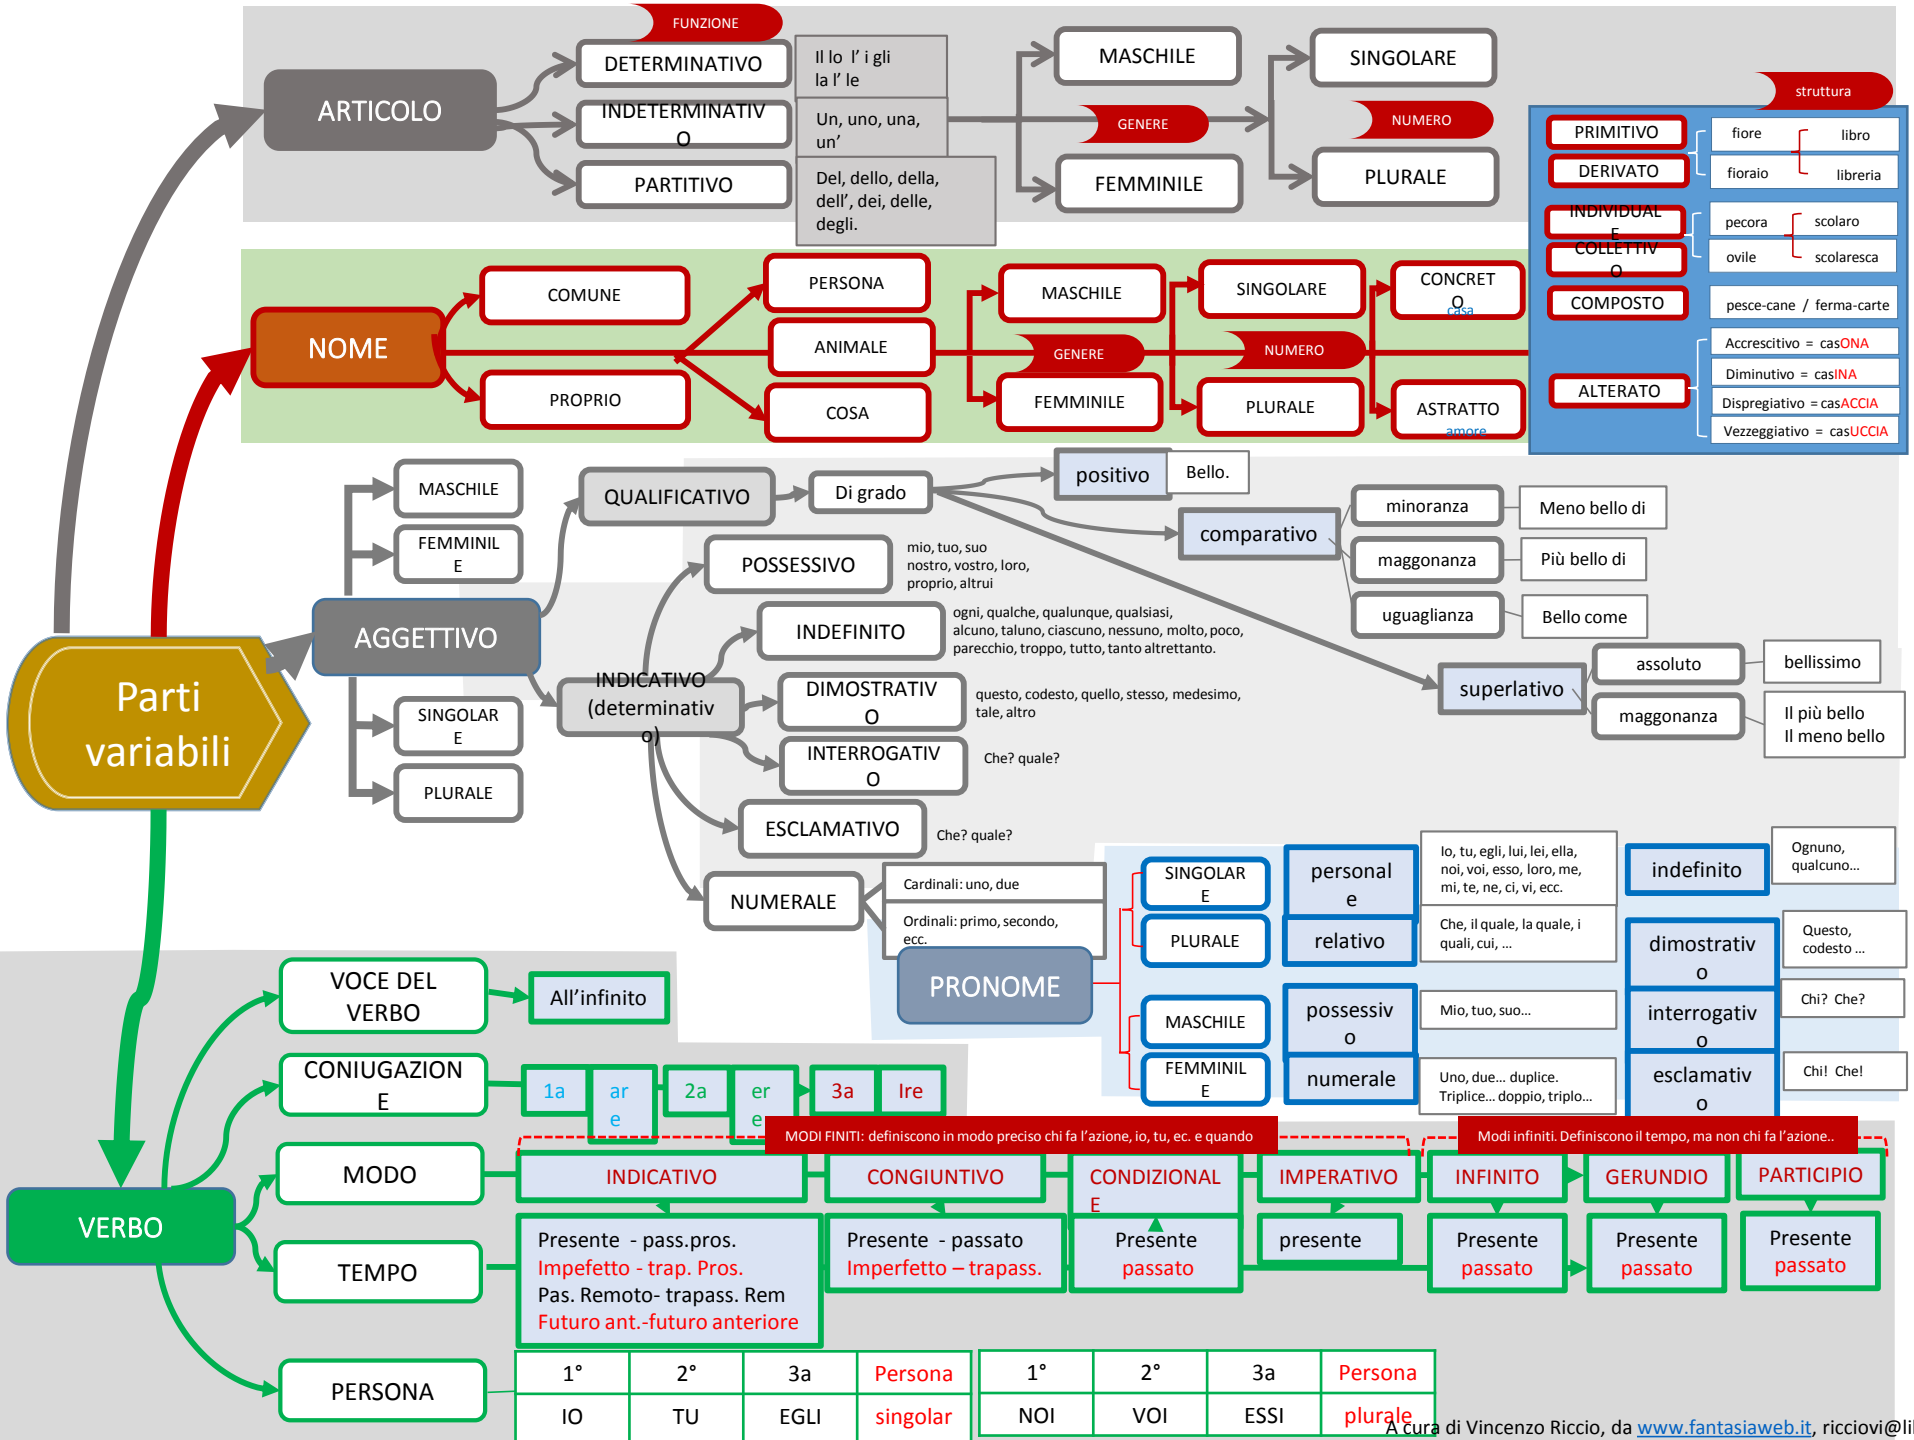 FUNZIONE
ARTICOLO
DETERMINATIVO
Il lo l' i gli
la l' le
INDETERMINATIV
O
Un, uno, una,
un'
PARTITIVO
Del, dello, della,
dell', dei, delle,
degli.
MASCHILE
GENERE
FEMMINILE
SINGOLARE
NUMERO
PLURALE
struttura
PRIMITIVO
fiore
libro
DERIVATO
fioraio
libreria
INDIVIDUAL
E
pecora
scolaro
COLLETTIV
O
ovile
scolaresca
COMPOSTO
pesce-cane / ferma-carte
ALTERATO
Accrescitivo = casONA
Diminutivo = casINA
Dispregiativo = casACCIA
Vezzeggiativo = casUCCIA
NOME
COMUNE
PROPRIO
PERSONA
ANIMALE
COSA
MASCHILE
GENERE
FEMMINILE
SINGOLARE
NUMERO
PLURALE
CONCRET
O
casa
ASTRATTO
amore
Parti
variabili
AGGETTIVO
MASCHILE
FEMMINIL
E
SINGOLAR
E
PLURALE
QUALIFICATIVO
Di grado
positivo
Bello.
comparativo
minoranza
Meno bello di
maggonanza
Più bello di
uguaglianza
Bello come
superlativo
assoluto
bellissimo
maggonanza
Il più bello
Il meno bello
INDICATIVO
(determinativ
o)
POSSESSIVO
mio, tuo, suo
nostro, vostro, loro,
proprio, altrui
INDEFINITO
ogni, qualche, qualunque, qualsiasi,
alcuno, taluno, ciascuno, nessuno, molto, poco,
parecchio, troppo, tutto, tanto altrettanto.
DIMOSTRATIV
O
questo, codesto, quello, stesso, medesimo,
tale, altro
INTERROGATIV
O
Che? quale?
ESCLAMATIVO
Che? quale?
NUMERALE
Cardinali: uno, due
Ordinali: primo, secondo,
ecc.
PRONOME
SINGOLAR
E
PLURALE
MASCHILE
FEMMINIL
E
personal
e
Io, tu, egli, lui, lei, ella,
noi, voi, esso, loro, me,
mi, te, ne, ci, vi, ecc.
relativo
Che, il quale, la quale, i
quali, cui, ...
possessiv
o
Mio, tuo, suo...
numerale
Uno, due... duplice.
Triplice... doppio, triplo...
indefinito
Ognuno,
qualcuno...
dimostrativ
o
Questo,
codesto ...
interrogativ
o
Chi? Che?
esclamativ
o
Chi! Che!
VERBO
VOCE DEL
VERBO
All'infinito
CONIUGAZION
E
1a
ar
e
2a
er
e
3a
Ire
MODI FINITI: definiscono in modo preciso chi fa l'azione, io, tu, ec. e quando
Modi infiniti. Definiscono il tempo, ma non chi fa l'azione..
MODO
INDICATIVO
CONGIUNTIVO
CONDIZIONAL
E
IMPERATIVO
INFINITO
GERUNDIO
PARTICIPIO
TEMPO
Presente - pass.pros.
Impefetto - trap. Pros.
Pas. Remoto- trapass. Rem
Futuro ant.-futuro anteriore
Presente - passato
Imperfetto – trapass.
Presente
passato
presente
Presente
passato
Presente
passato
Presente
passato
PERSONA
1° 2° 3a Persona
IO TU EGLI singolar
1° 2° 3a Persona
NOI VOI ESSI plurale
A cura di Vincenzo Riccio, da www.fantasiaweb.it, ricciovi@li